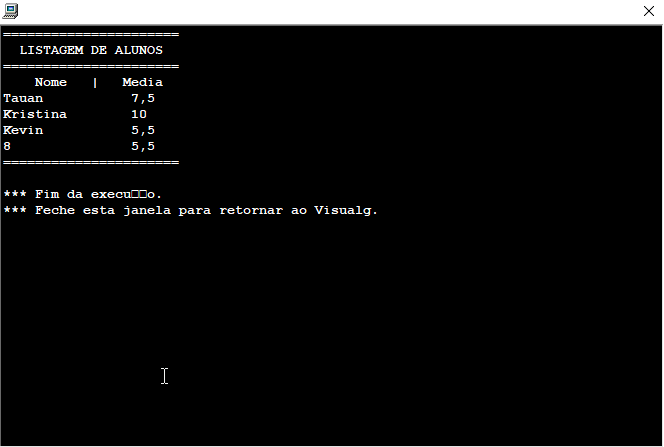 ======================
LISTAGEM DE ALUNOS
======================
Nome | Media
Tauan 7,5
Kristina 10
Kevin 5,5
8 5,5
======================
*** Fim da execu□□o.
*** Feche esta janela para retornar ao Visualg.